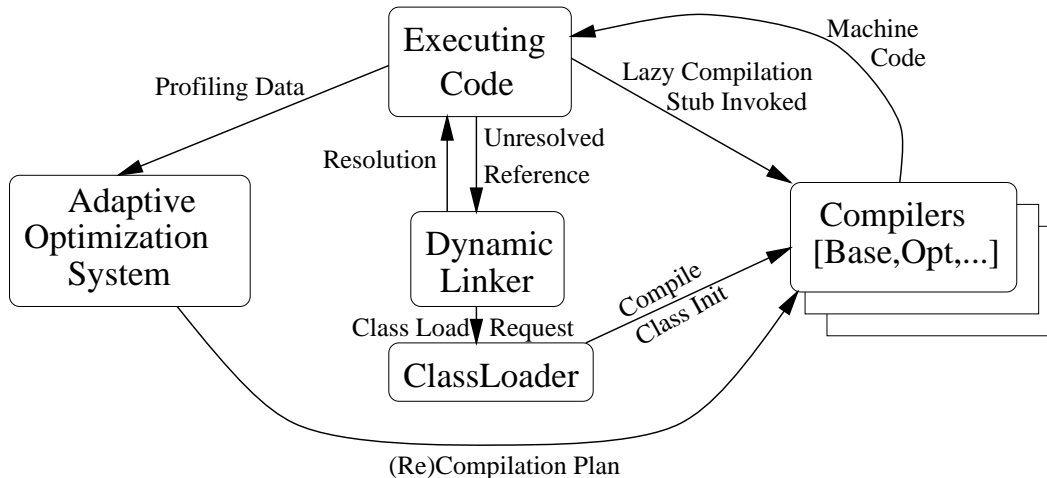 Machine
Code
Executing
Code
Profiling Data
Lazy Compilation
Stub Invoked
Resolution
Unresolved
Reference
Adaptive
Optimization
System
Dynamic
Linker
Compilers
[Base,Opt,...]
Compile
Class Init
Class Load Request
ClassLoader
(Re)Compilation Plan